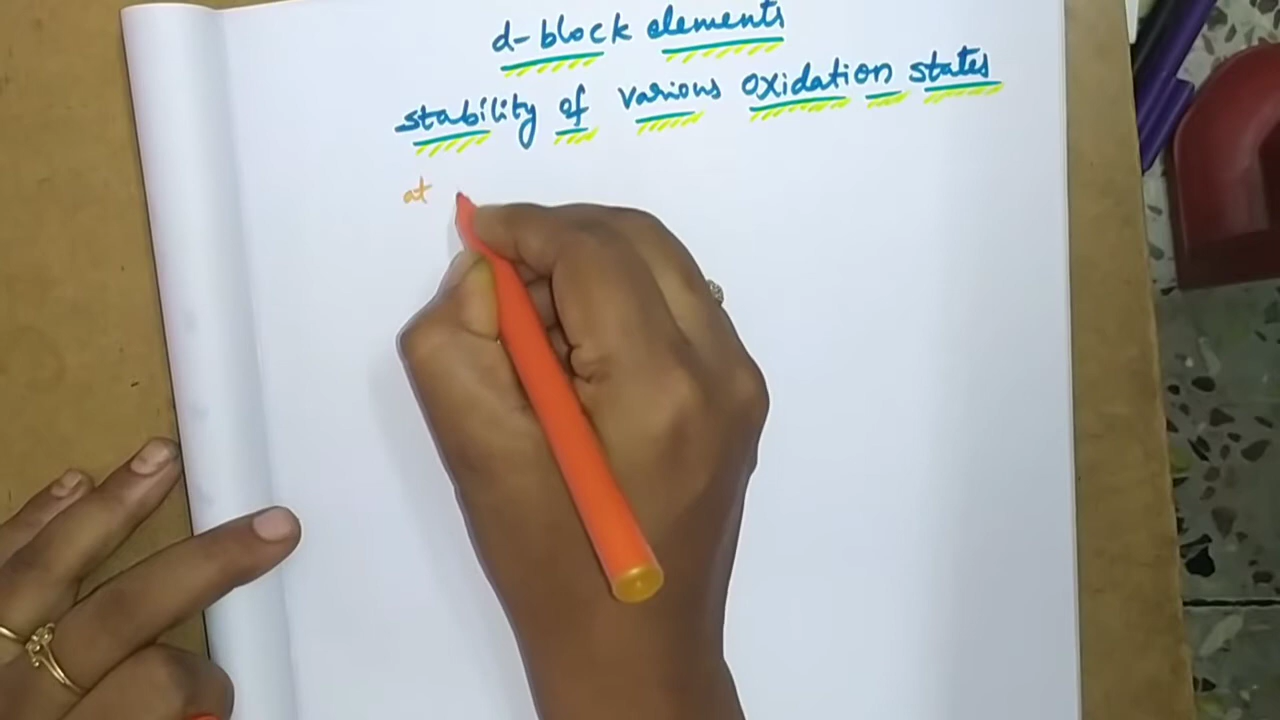 d-block elements
stability of various oxidation states
at